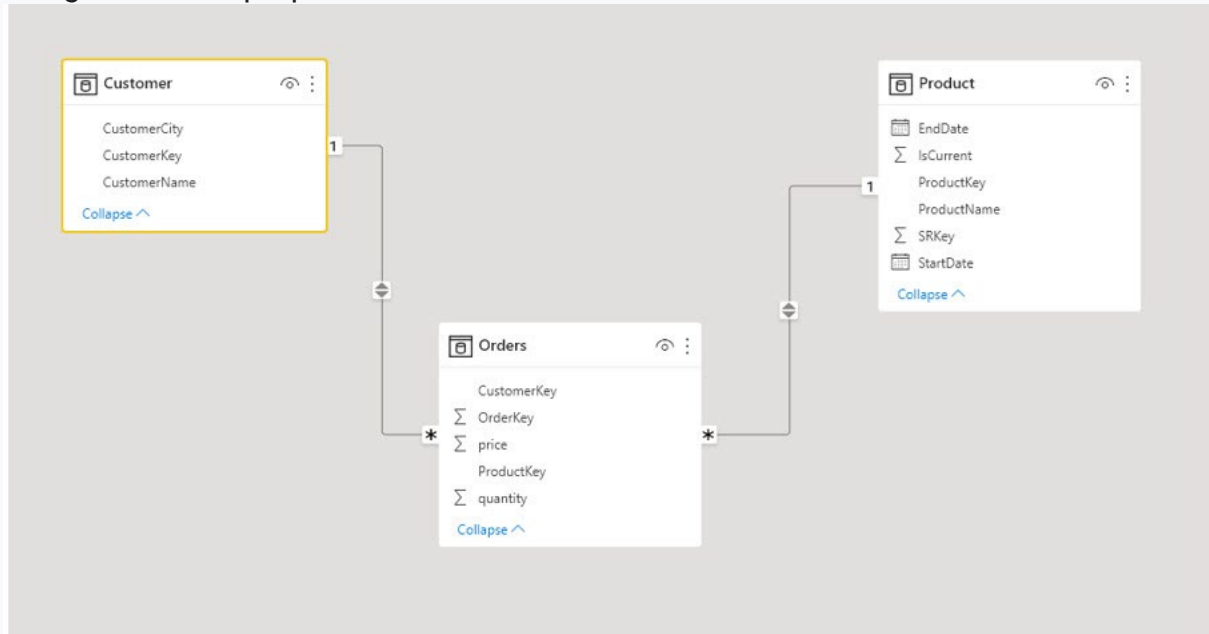 Customer
CustomerCity
CustomerKey
CustomerName
Collapse
1
Product
EndDate
∑ IsCurrent
ProductKey
ProductName
∑ SRKey
StartDate
Collapse
1
Orders
CustomerKey
∑ OrderKey
∑ price
ProductKey
∑ quantity
Collapse
*
*